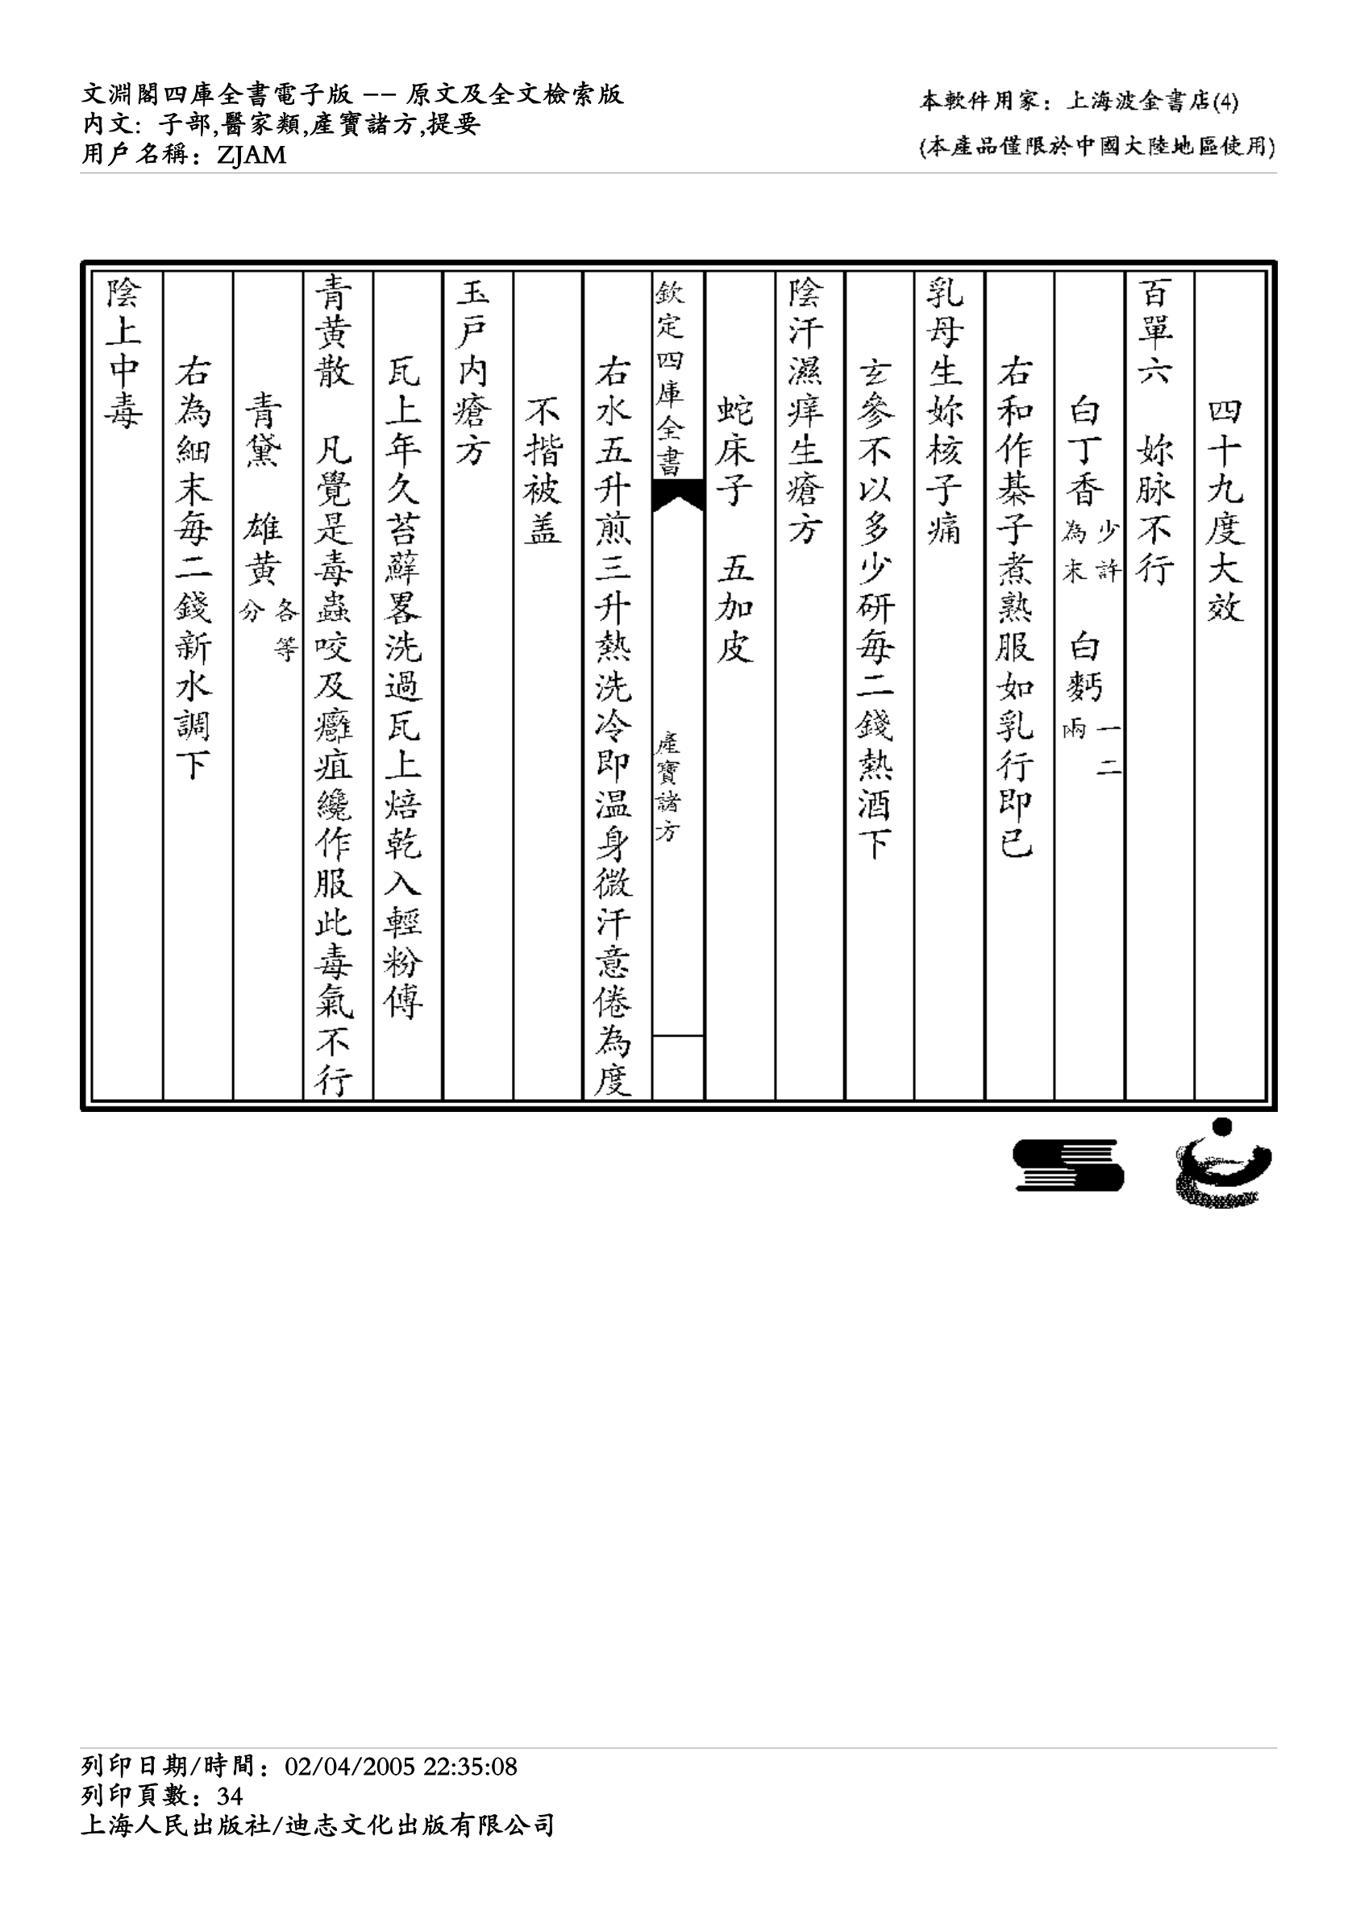 文淵閣四庫全書電子版 −− 原文及全文檢索版
内文: 子部,醫家類,產寶諸方,提要
用戶名稱: ZJAM
本軟件用家: 上海波金書店(4)
(本產品僅限於中國大陸地區使用)
四十九度大效
百單六　妳脉不行
白丁香少許為末　白麪一二兩
右和作棊子煮熟服如乳行即已
乳母生妳核子痛
玄參不以多少研每二錢熱酒下
陰汗濕痒生瘡方
蛇床子　五加皮
欽定四庫全書　產寶諸方
右水五升煎三升熱洗冷即温身微汗意倦為度
不揩被盖
玉戸内瘡方
瓦上年久苔蘚畧洗過瓦上焙乾入輕粉傅
青黄散　凡覺是毒蟲咬及癰疽纔作服此毒氣不行
青黛　雄黄各等分
右為細末每二錢新水調下
陰上中毒
列印日期/時間: 02/04/2005 22:35:08
列印頁數: 34
上海人民出版社/迪志文化出版有限公司